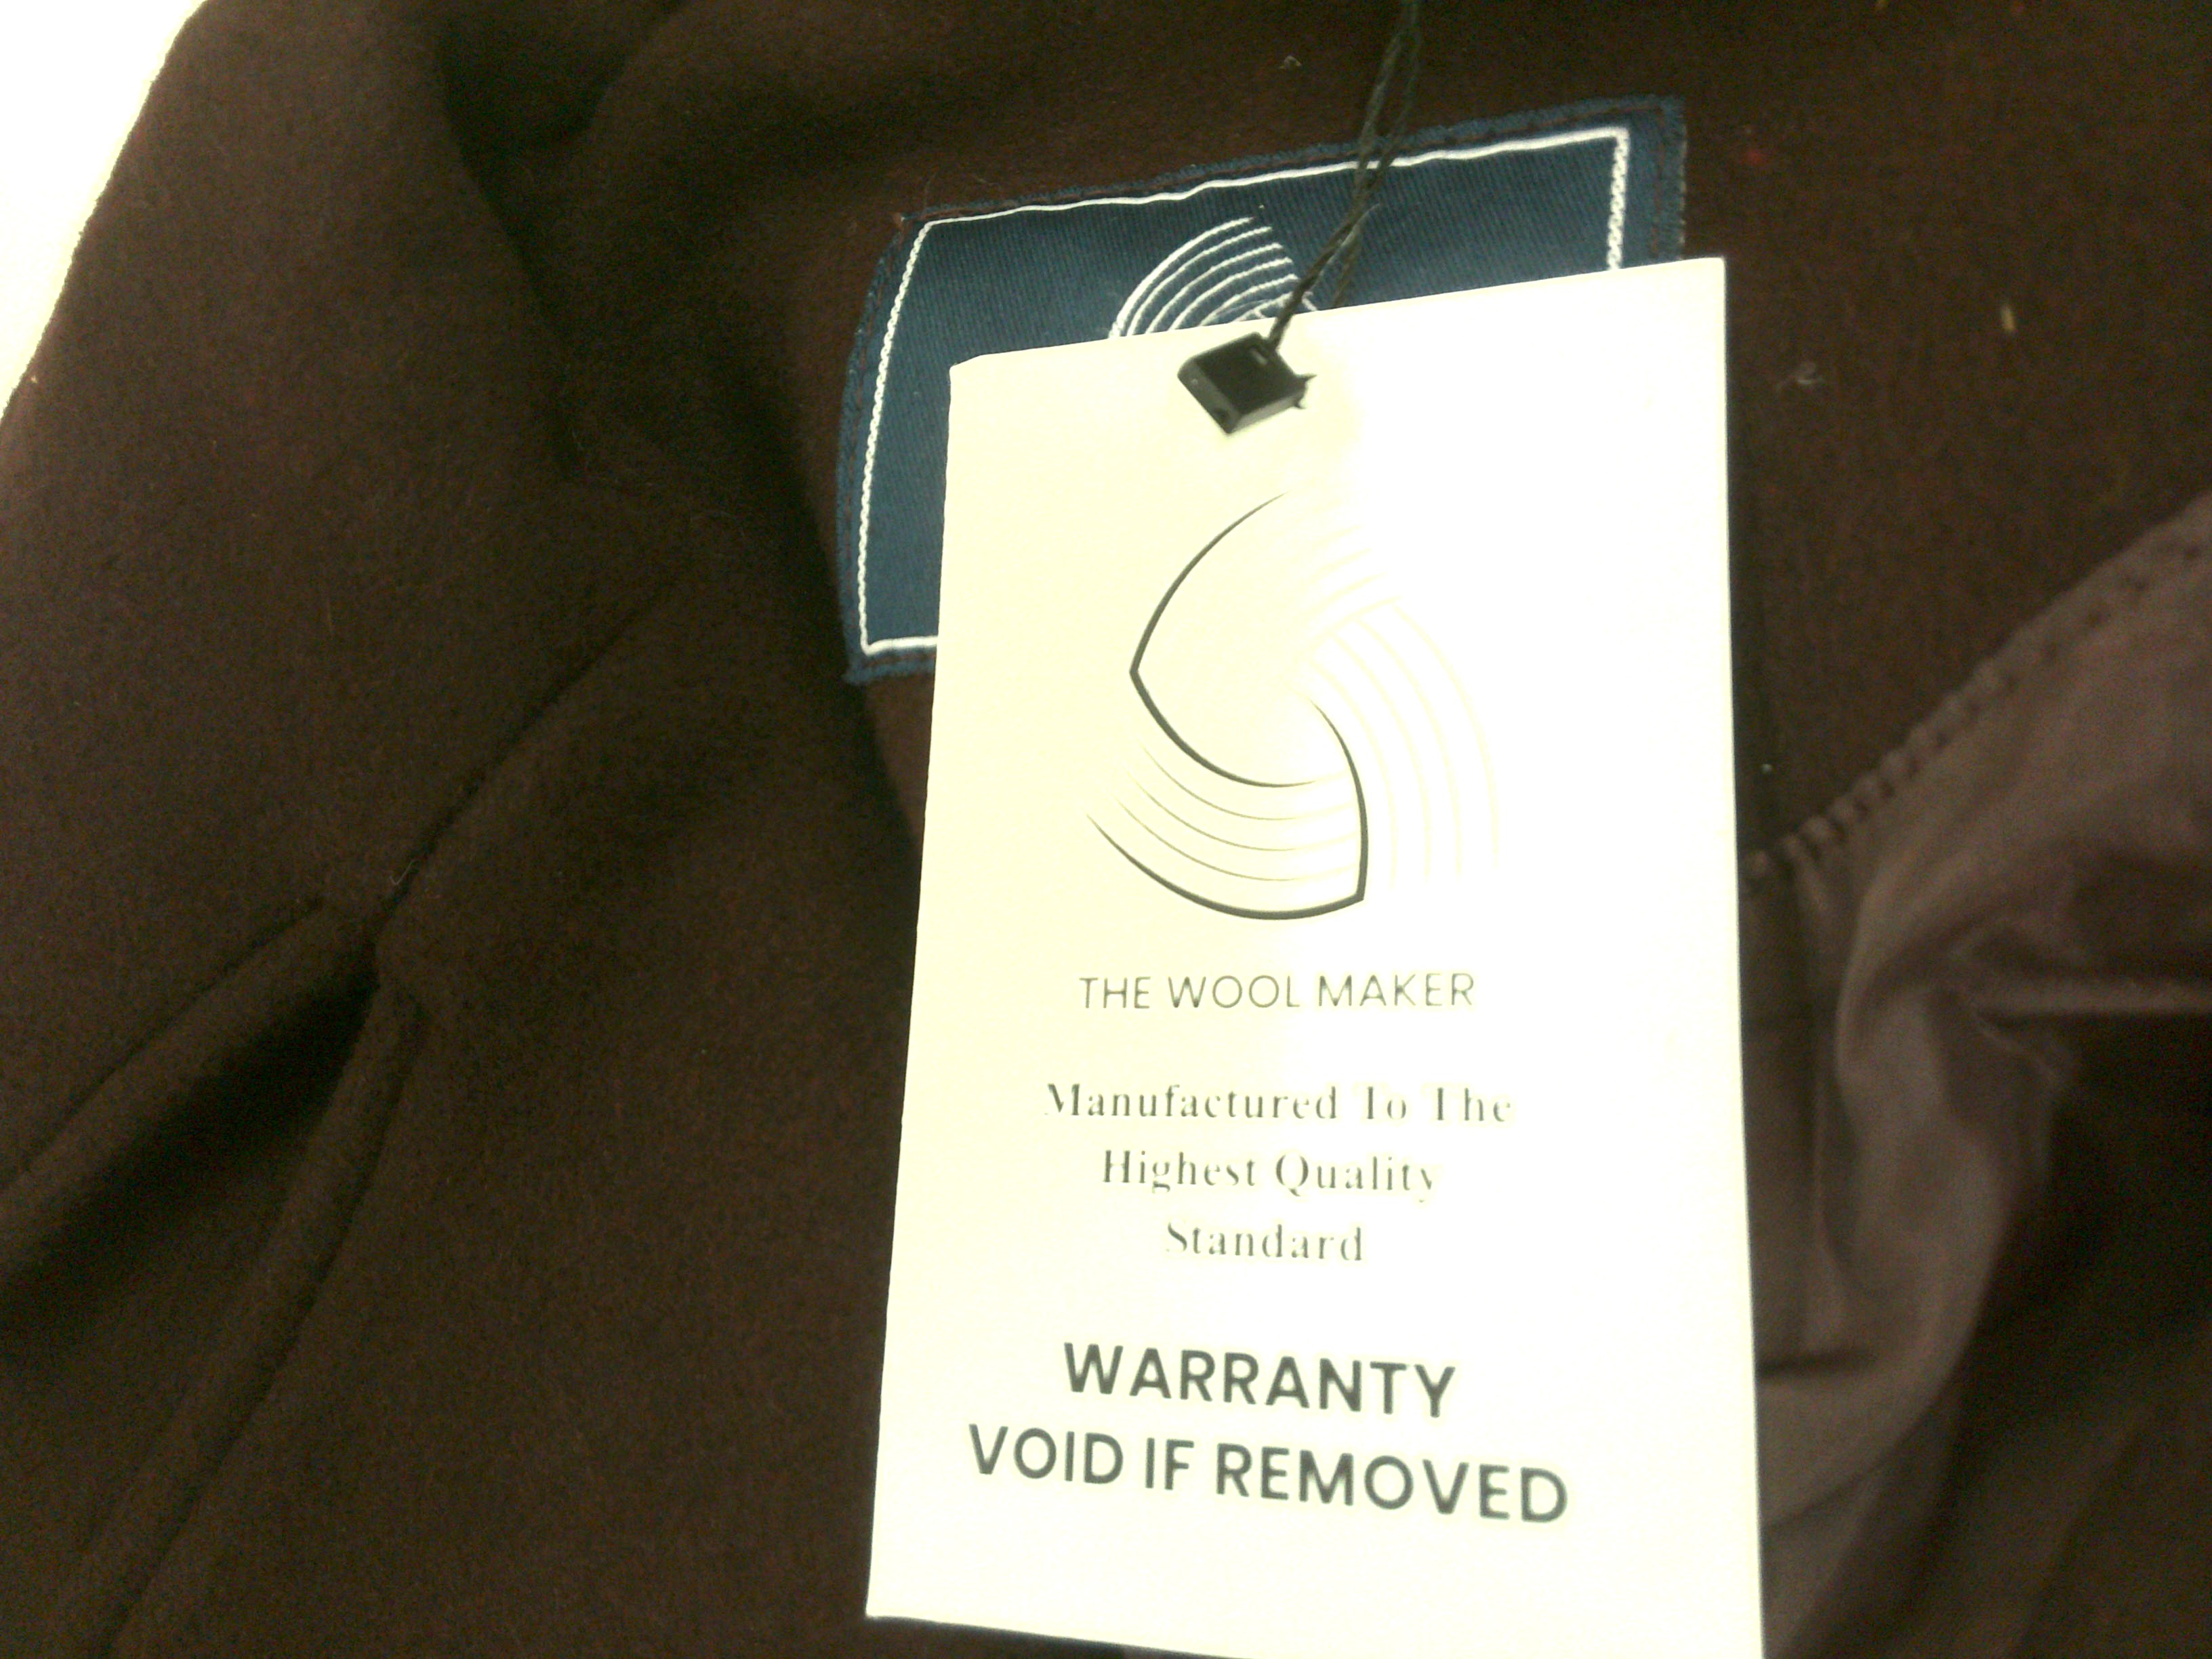 THE WOOL MAKER
Manufactured To The
Highest Quality
Standard
WARRANTY
VOID IF REMOVED